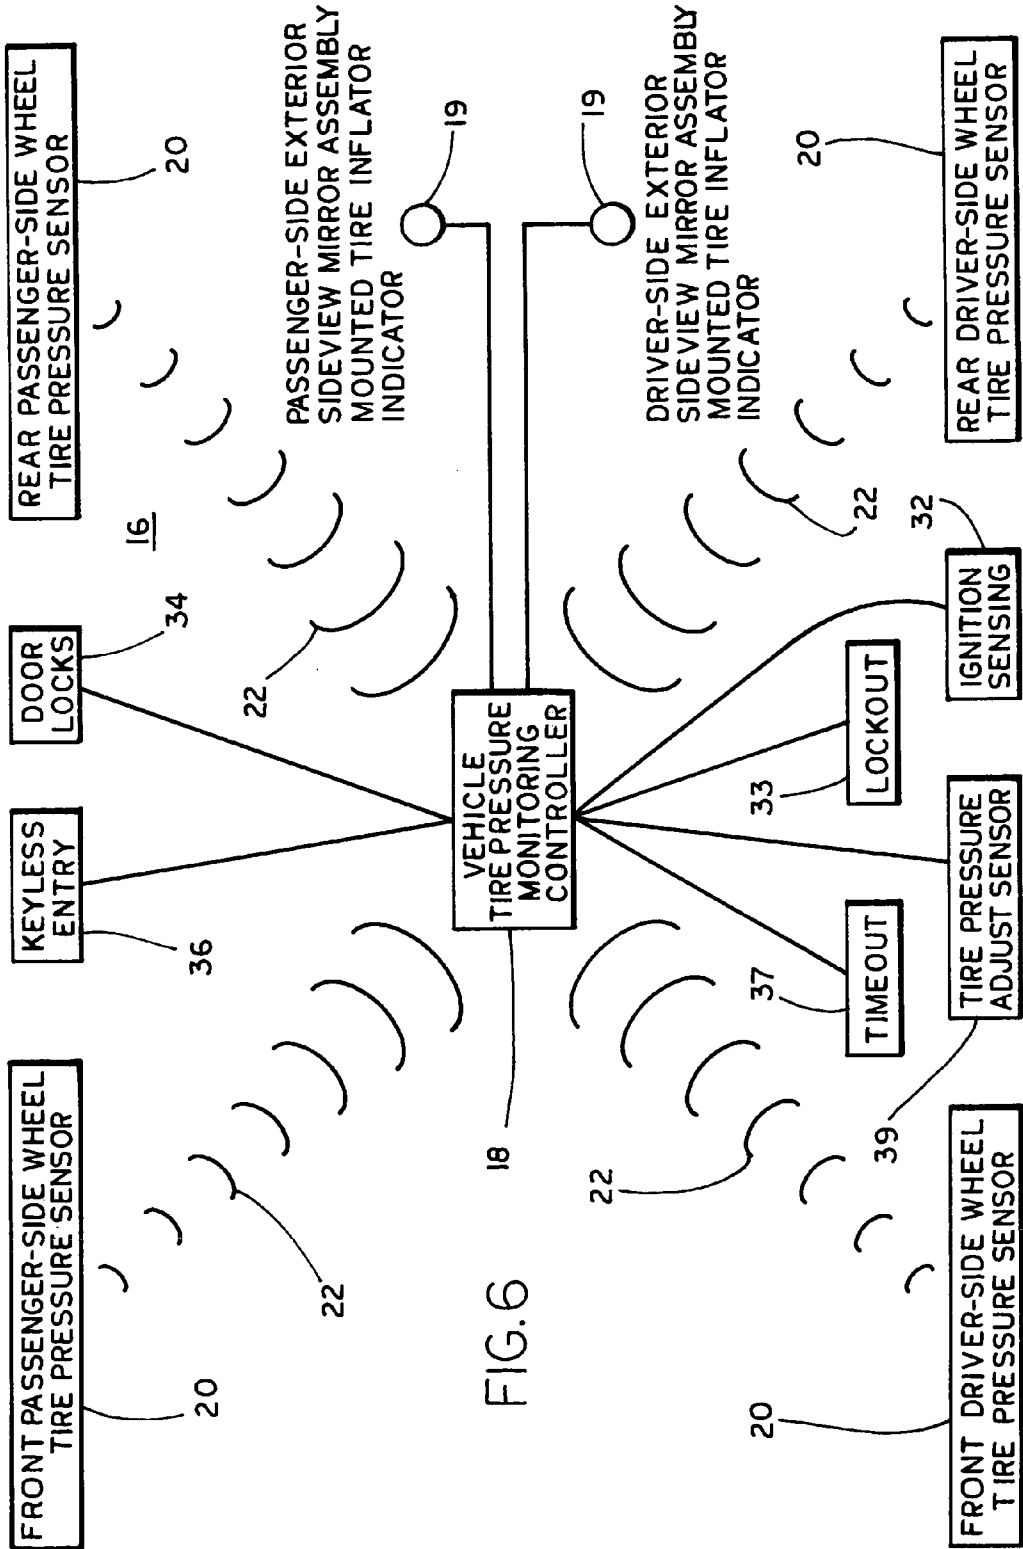 FRONT PASSENGER-SIDE WHEEL
TIRE PRESSURE SENSOR
KEYLESS
ENTRY
DOOR
LOCKS
REAR PASSENGER-SIDE WHEEL
TIRE PRESSURE SENSOR
20
36
34
16
20
22
22
PASSENGER-SIDE EXTERIOR
SIDEVIEW MIRROR ASSEMBLY
MOUNTED TIRE INFLATOR
INDICATOR
19
FIG.6
18
VEHICLE
TIRE PRESSURE
MONITORING
CONTROLLER
19
DRIVER-SIDE EXTERIOR
SIDEVIEW MIRROR ASSEMBLY
MOUNTED TIRE INFLATOR
INDICATOR
22
37
33
22
20
20
TIMEOUT
LOCKOUT
39
32
FRONT DRIVER-SIDE WHEEL
TIRE PRESSURE SENSOR
TIRE PRESSURE
ADJUST SENSOR
IGNITION
SENSING
REAR DRIVER-SIDE WHEEL
TIRE PRESSURE SENSOR